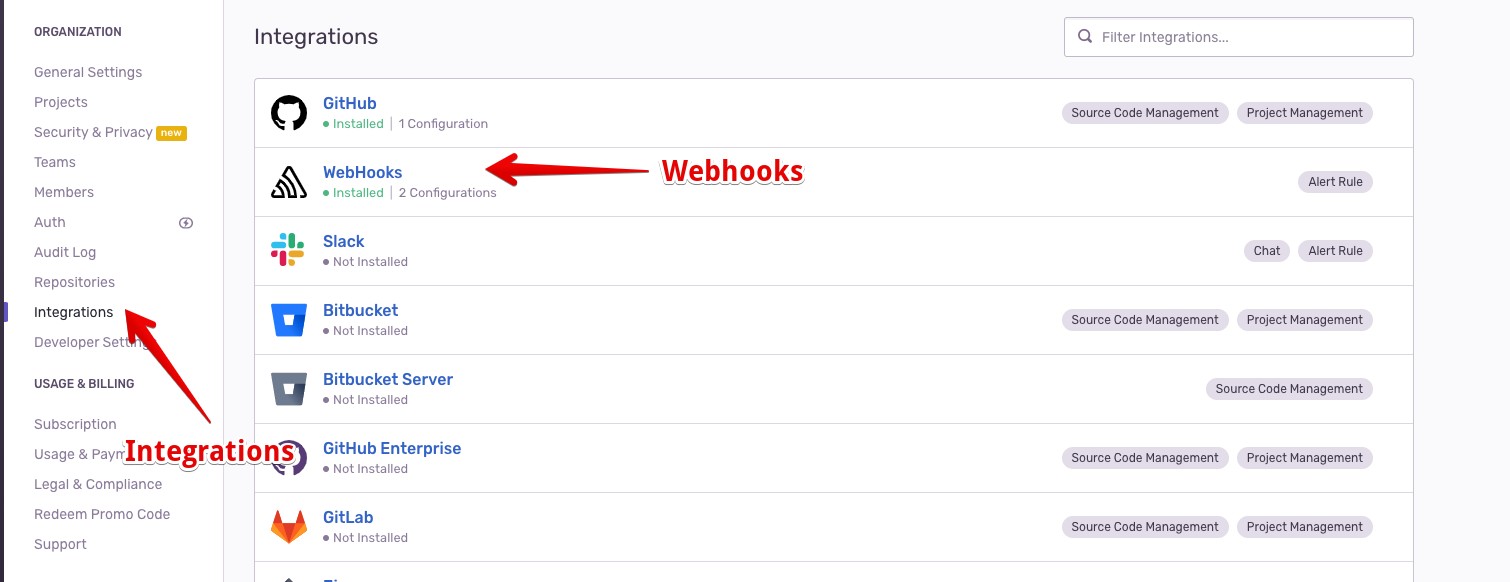 ORGANIZATION
General Settings
Projects
Security & Privacy new
Teams
Members
Auth
Audit Log
Repositories
Integrations
Developer
USAGE & BILLING
Subscription
Usage &
Legal & Compliance
Redeem Promo Code
Support
Integrations
Integrations
Filter Integrations...
GitHub
Installed | 1 Configuration
Source Code Management Project Management
WebHooks
Installed | 2 Configurations
Webhooks
Alert Rule
Slack
Not Installed
Chat Alert Rule
Bitbucket
Not Installed
Source Code Management Project Management
Bitbucket Server
Not Installed
Source Code Management
GitHub Enterprise
Not Installed
Source Code Management Project Management
GitLab
Not Installed
Source Code Management Project Management